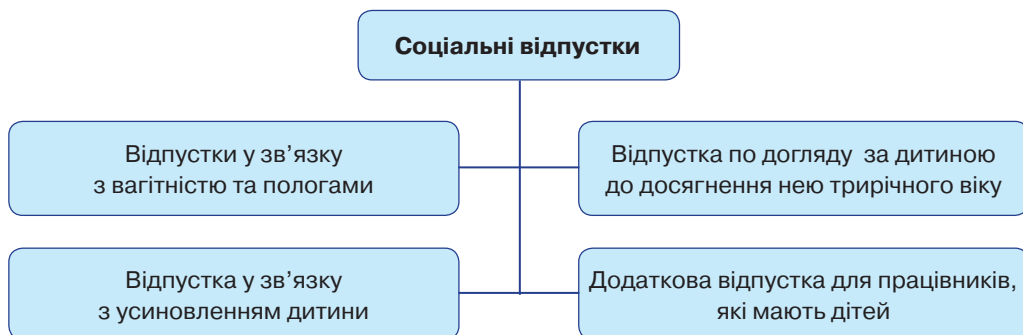 Соціальні відпустки
Відпустки у зв’язку
з вагітністю та пологами
Відпустка по догляду за дитиною
до досягнення нею трирічного віку
Відпустка у зв’язку
з усиновленням дитини
Додаткова відпустка для працівників,
які мають дітей